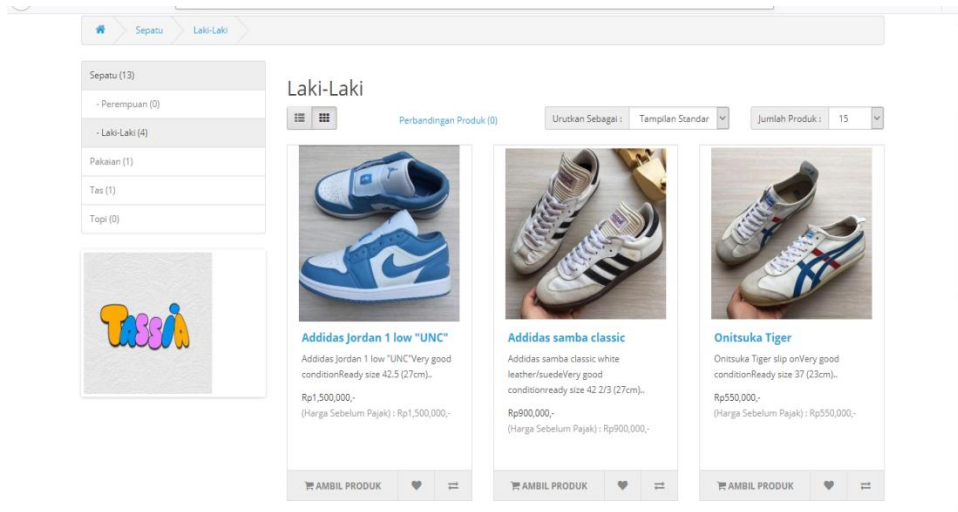 Sepatu
Laki-Laki
Sepatu (13)
- Perempuan (0)
- Laki-Laki (4)
Pakaian (1)
Tas (1)
Topi (0)
TASSIA
Laki-Laki
Perbandingan Produk (0)
Urutkan Sebagai :
Tampilan Standar
Jumlah Produk :
15
Addidas Jordan 1 low "UNC"
Addidas Jordan 1 low "UNC"Very good
conditionReady size 42.5 (27cm)..
Rp1,500,000,-
(Harga Sebelum Pajak) : Rp1,500,000,-
AMBIL PRODUK
Addidas samba classic
Addidas samba classic white
leather/suedeVery good
conditionready size 42 2/3 (27cm)..
Rp900,000,-
(Harga Sebelum Pajak) : Rp900,000,-
AMBIL PRODUK
Onitsuka Tiger
Onitsuka Tiger slip onVery good
conditionReady size 37 (23cm)..
Rp550,000,-
(Harga Sebelum Pajak) : Rp550,000,-
AMBIL PRODUK